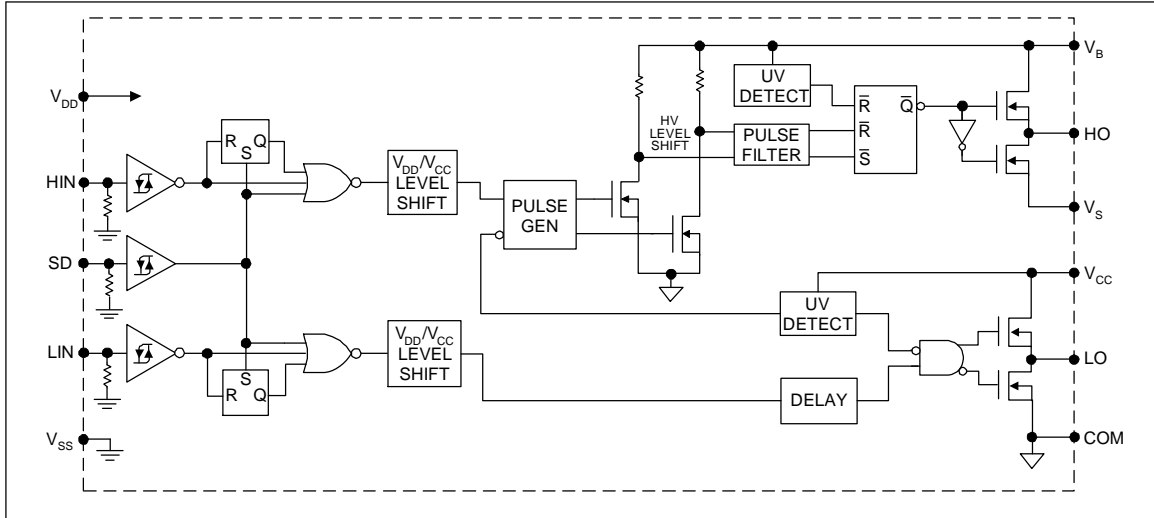 V_B
UV
DETECT
V_DD
R̅
Q̅
HV
LEVEL
SHIFT
PULSE
FILTER
R̅
S̅
HO
R
Q
S
V_DD/V_CC
LEVEL
SHIFT
HIN
PULSE
GEN
V_S
SD
V_CC
UV
DETECT
V_DD/V_CC
LEVEL
SHIFT
LIN
LO
S
R
Q
DELAY
V_SS
COM